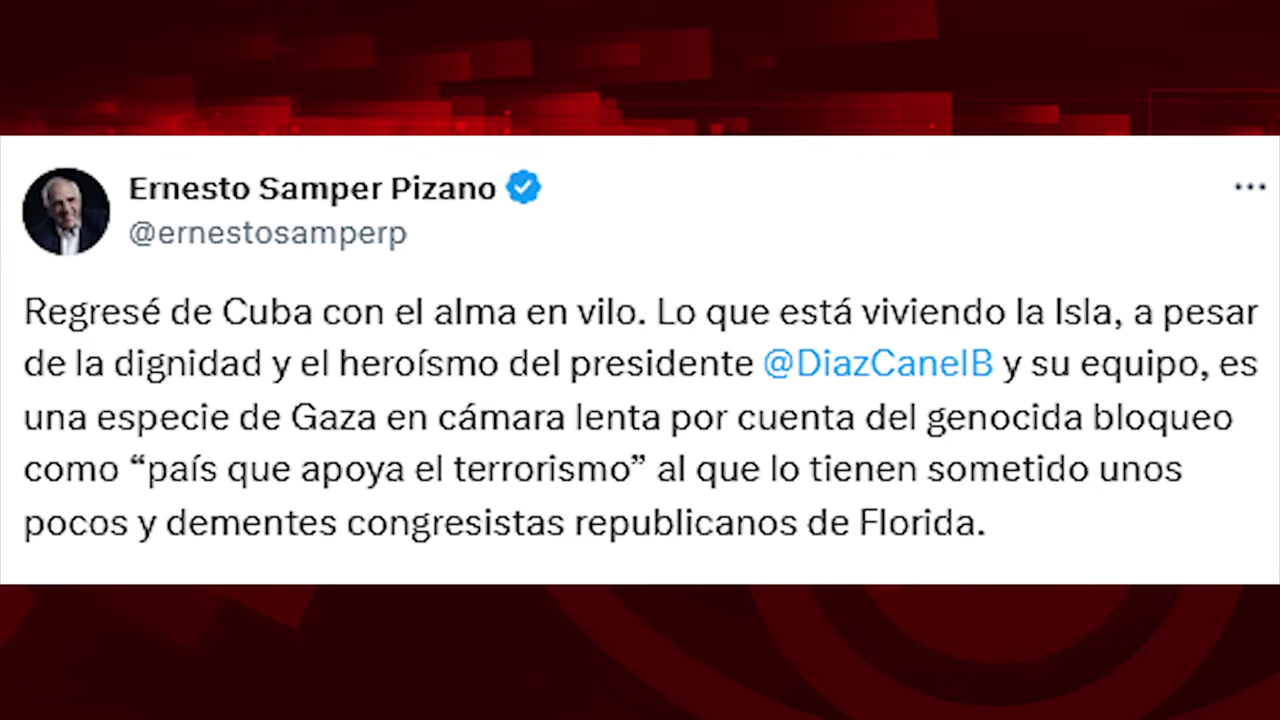 Ernesto Samper Pizano
@ernestosamperp
Regresé de Cuba con el alma en vilo. Lo que está viviendo la Isla, a pesar
de la dignidad y el heroísmo del presidente @DiazCanelB y su equipo, es
una especie de Gaza en cámara lenta por cuenta del genocida bloqueo
como “país que apoya el terrorismo” al que lo tienen sometido unos
pocos y dementes congresistas republicanos de Florida.